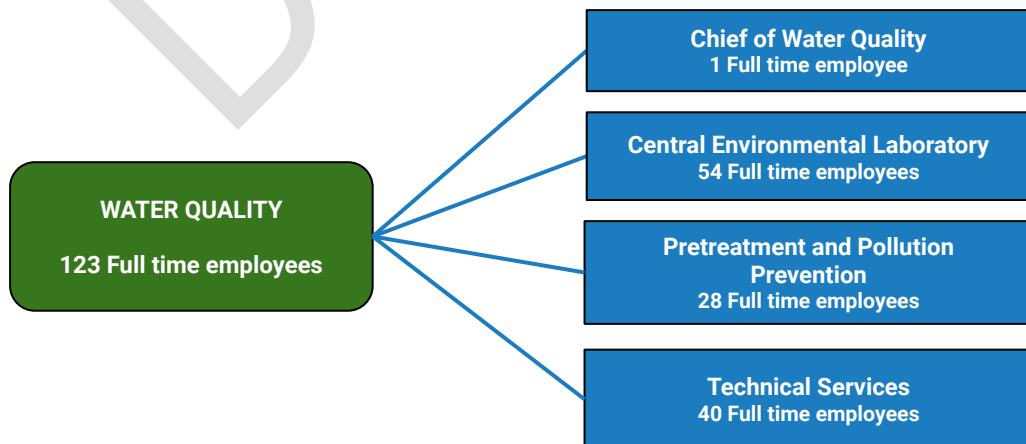 Chief of Water Quality
1 Full time employee
Central Environmental Laboratory
54 Full time employees
WATER QUALITY
123 Full time employees
Pretreatment and Pollution
Prevention
28 Full time employees
Technical Services
40 Full time employees